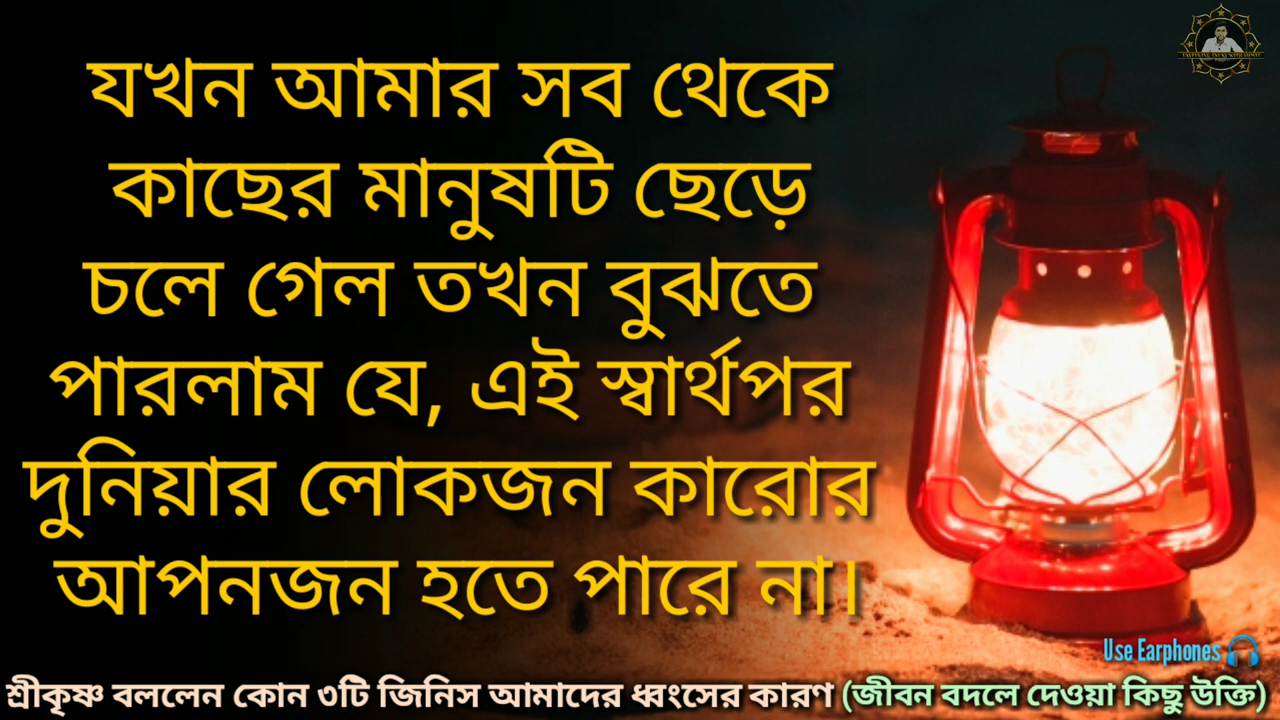 যখন আমার সব থেকে
কাছের মানুষটি ছেড়ে
চলে গেল তখন বুঝতে
পারলাম যে, এই স্বার্থপর
দুনিয়ার লোকজন কারোর
আপনজন হতে পারে না।
Use Earphones
শ্রীকৃষ্ণ বললেন কোন ৩টি জিনিস আমাদের ধ্বংসের কারণ (জীবন বদলে দেওয়া কিছু উক্তি)